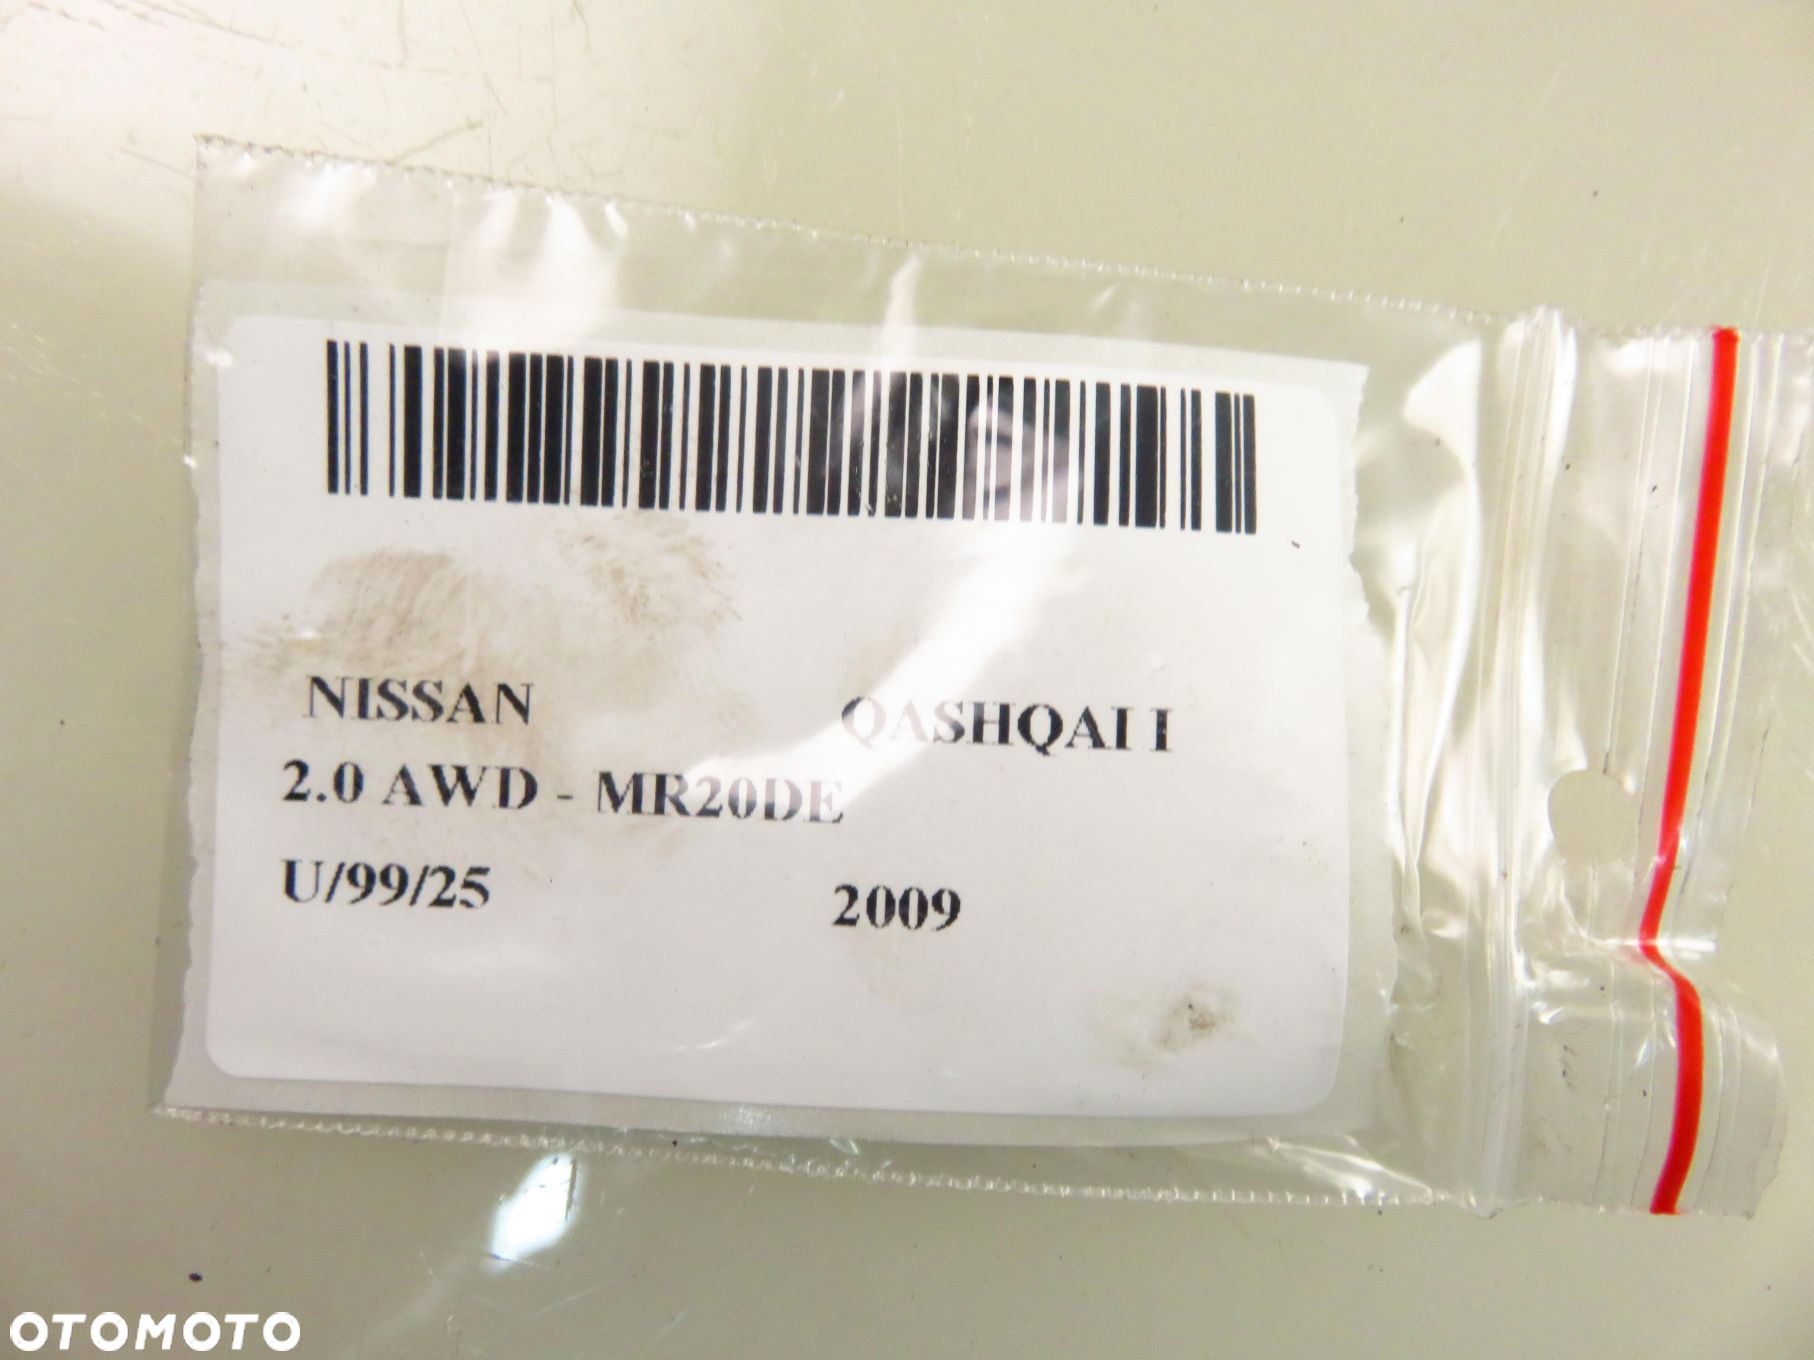 NISSAN QASHQAI I
2.0 AWD - MR20DE
U/99/25 2009
OTOMOTO